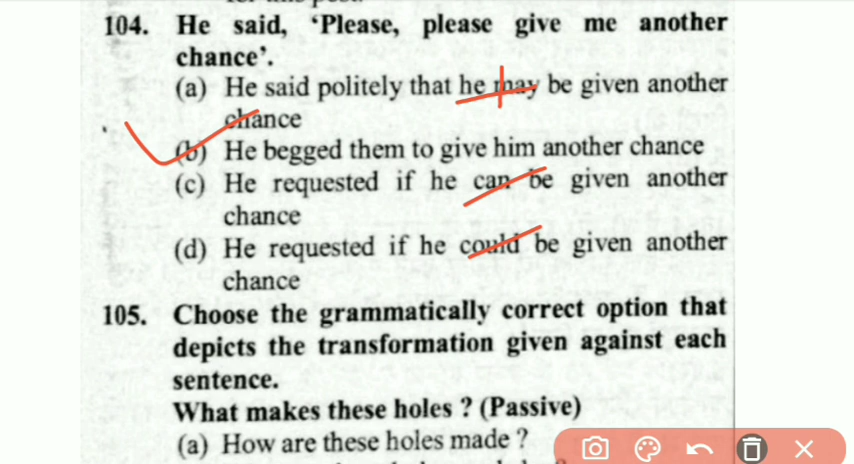 104. He said, ‘Please, please give me another
chance’.
(a) He said politely that he may be given another
chance
(b) He begged them to give him another chance
(c) He requested if he can be given another
chance
(d) He requested if he could be given another
chance
105. Choose the grammatically correct option that
depicts the transformation given against each
sentence.
What makes these holes ? (Passive)
(a) How are these holes made ?